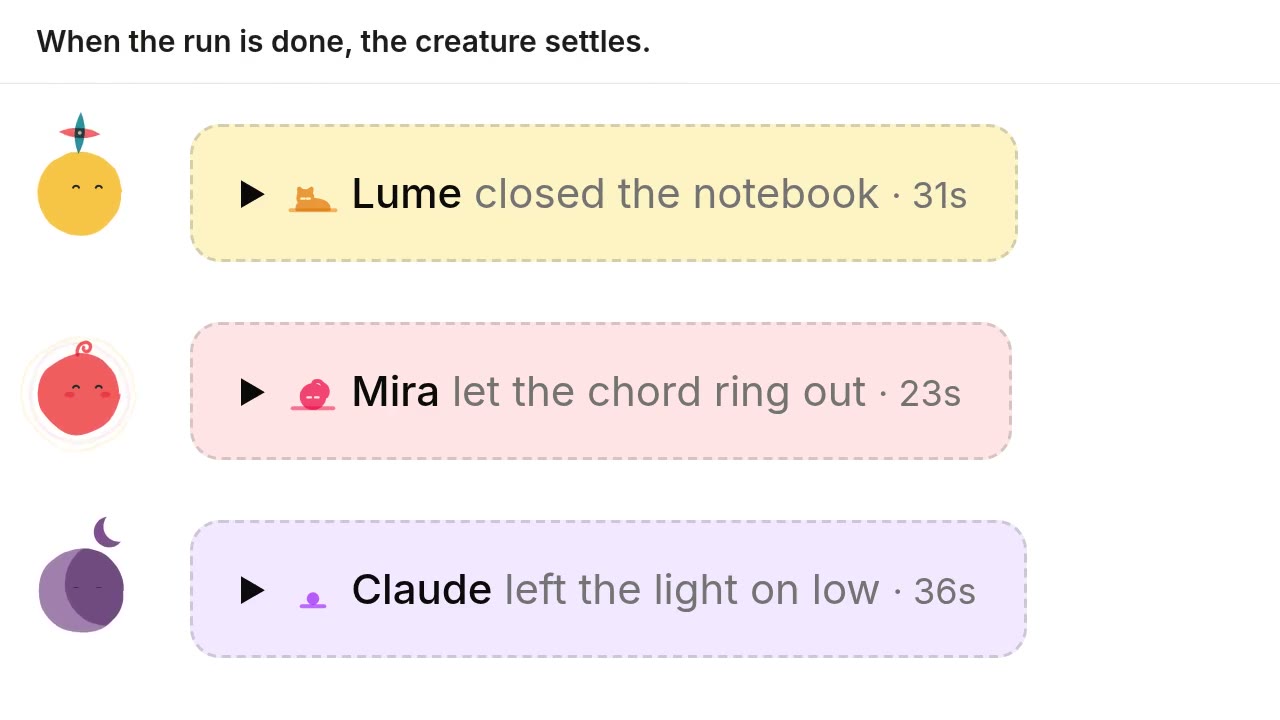 When the run is done, the creature settles.
Lume closed the notebook · 31s
Mira let the chord ring out · 23s
Claude left the light on low · 36s